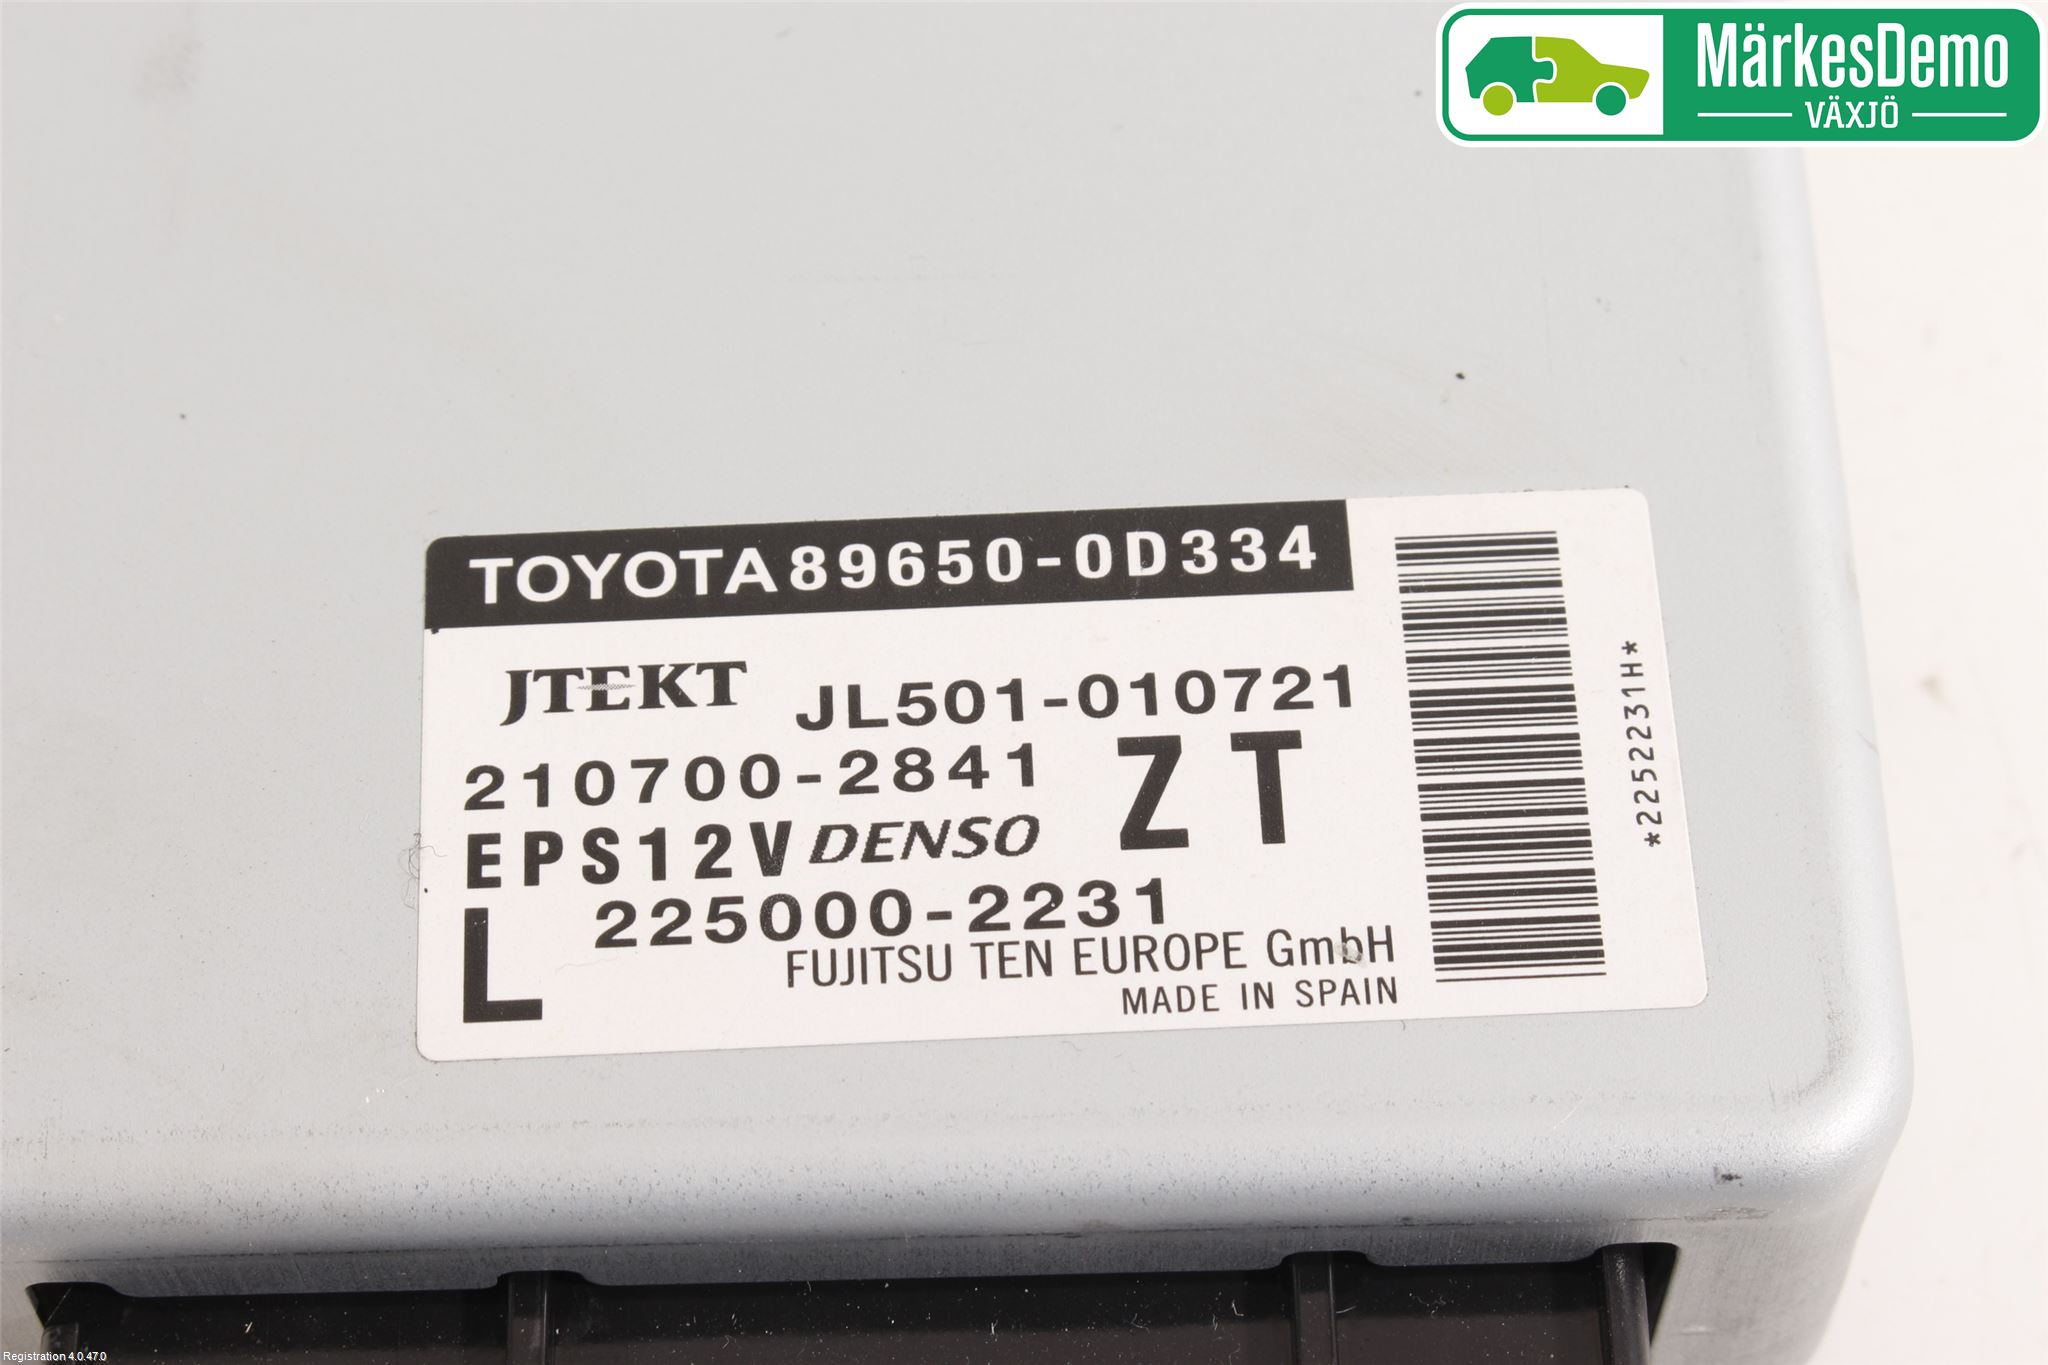 MärkesDemo
VÄXJÖ
TOYOTA 89650-0D334
JTEKT JL501-010721
210700-2841 ZT
EPS12V DENSO
L 225000-2231
FUJITSU TEN EUROPE GmbH
MADE IN SPAIN
*2252231H*
Registration 4.0.47.0